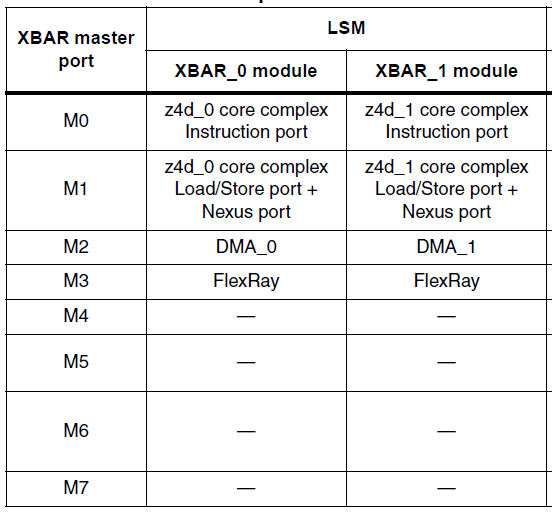 XBAR master port
LSM
XBAR_0 module
XBAR_1 module
M0
z4d_0 core complex
Instruction port
z4d_1 core complex
Instruction port
M1
z4d_0 core complex
Load/Store port +
Nexus port
z4d_1 core complex
Load/Store port +
Nexus port
M2
DMA_0
DMA_1
M3
FlexRay
FlexRay
M4
—
—
M5
—
—
M6
—
—
M7
—
—